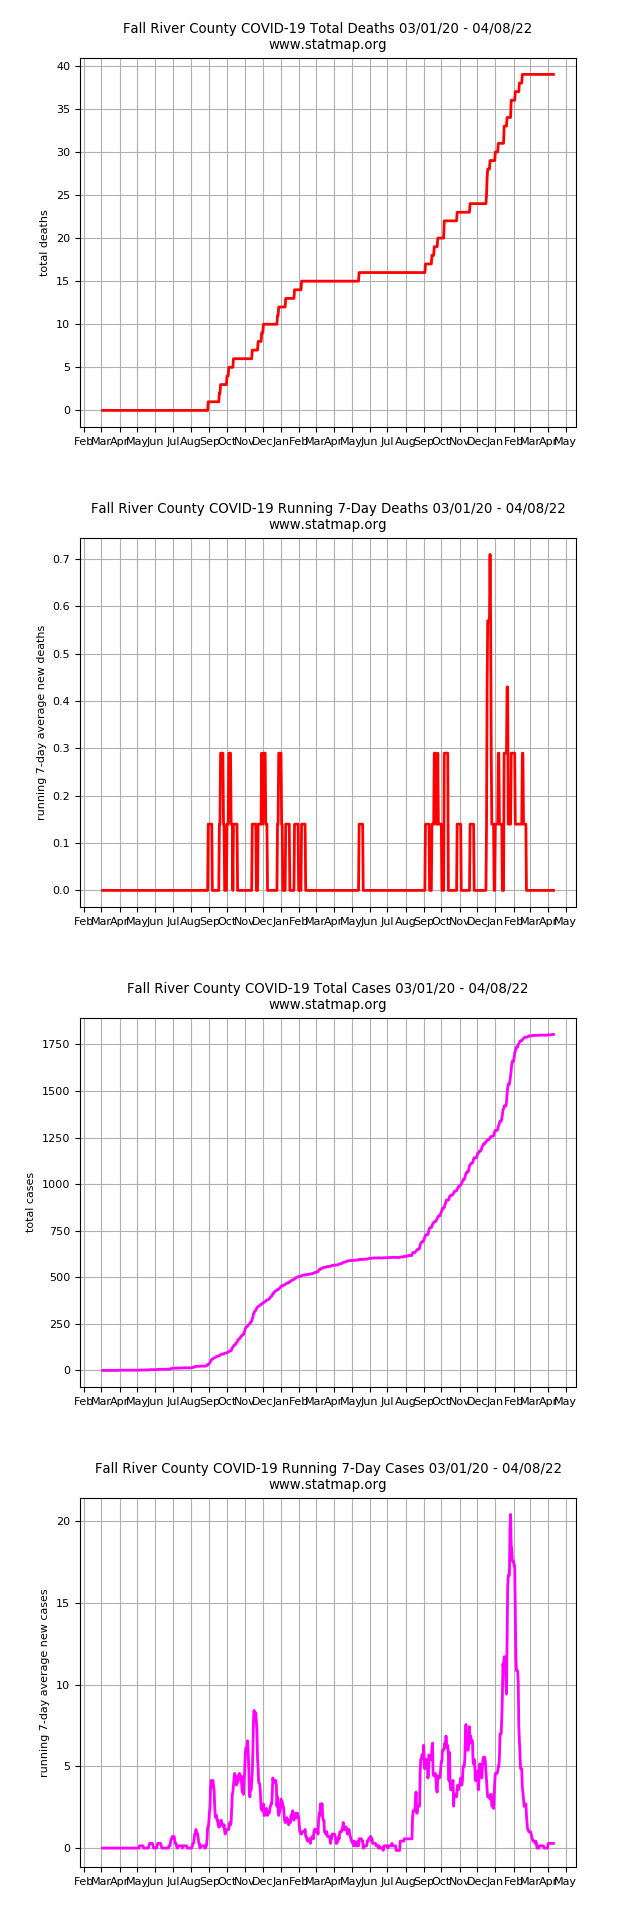 Fall River County COVID-19 Total Deaths 03/01/20 - 04/08/22
www.statmap.org
40
35
30
25
20
15
10
5
0
total deaths
Feb Mar Apr May Jun Jul Aug Sep Oct Nov Dec Jan Feb Mar Apr May Jun Jul Aug Sep Oct Nov Dec Jan Feb Mar Apr May
Fall River County COVID-19 Running 7-Day Deaths 03/01/20 - 04/08/22
www.statmap.org
0.7
0.6
0.5
0.4
0.3
0.2
0.1
0.0
running 7-day average new deaths
Feb Mar Apr May Jun Jul Aug Sep Oct Nov Dec Jan Feb Mar Apr May Jun Jul Aug Sep Oct Nov Dec Jan Feb Mar Apr May
Fall River County COVID-19 Total Cases 03/01/20 - 04/08/22
www.statmap.org
1750
1500
1250
1000
750
500
250
0
total cases
Feb Mar Apr May Jun Jul Aug Sep Oct Nov Dec Jan Feb Mar Apr May Jun Jul Aug Sep Oct Nov Dec Jan Feb Mar Apr May
Fall River County COVID-19 Running 7-Day Cases 03/01/20 - 04/08/22
www.statmap.org
20
15
10
5
0
running 7-day average new cases
Feb Mar Apr May Jun Jul Aug Sep Oct Nov Dec Jan Feb Mar Apr May Jun Jul Aug Sep Oct Nov Dec Jan Feb Mar Apr May